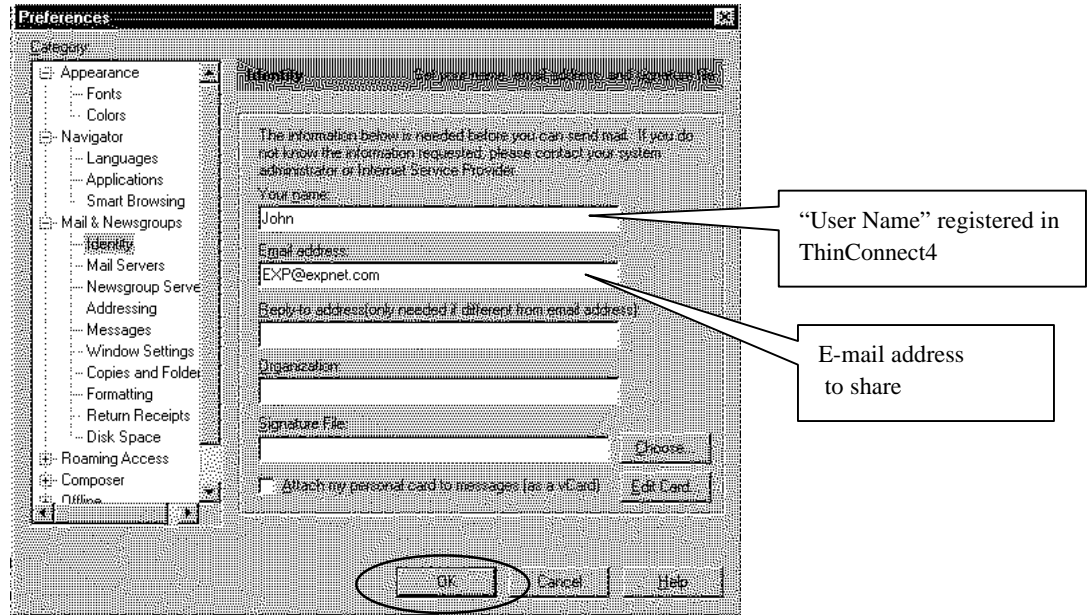 Preferences
Category:
Appearance
Fonts
Colors
Navigator
Languages
Applications
Smart Browsing
Mail & Newsgroups
Identity
Mail Servers
Newsgroup Serve
Addressing
Messages
Window Settings
Copies and Folder
Formatting
Return Receipts
Disk Space
Roaming Access
Composer
Offline
Identity Set your name, email address, and signature file
The information below is needed before you can send mail. If you do
not know the information requested, please contact your system
administrator or Internet Service Provider.
Your name:
John
Email address:
EXP@expnet.com
Reply-to address(only needed if different from email address):
Organization:
Signature File:
Choose...
Attach my personal card to messages (as a vCard)
Edit Card...
OK
Cancel
Help
“User Name” registered in
ThinConnect4
E-mail address
to share